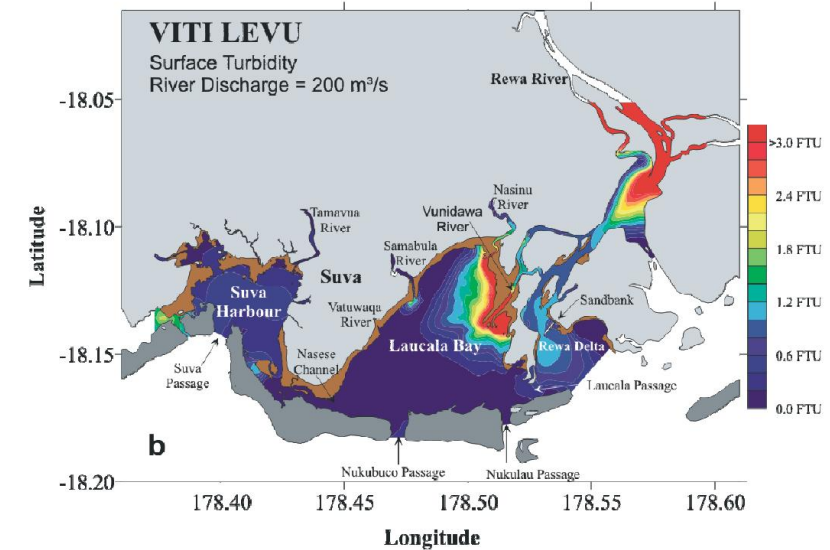 VITI LEVU
Surface Turbidity
River Discharge = 200 m³/s
Rewa River
-18.05
>3.0 FTU
2.4 FTU
1.8 FTU
1.2 FTU
0.6 FTU
0.0 FTU
Nasinu
River
Vunidawa
River
Tamavua
River
Samabula
River
-18.10
Latitude
Suva
Suva
Harbour
Vatuwaqa
River
Sandbank
Laucala Bay
Rewa Delta
-18.15
Nasese
Channel
Suva
Passage
Laucala Passage
b
Nukubuco Passage
Nukulau Passage
-18.20
178.40
178.45
178.50
178.55
178.60
Longitude